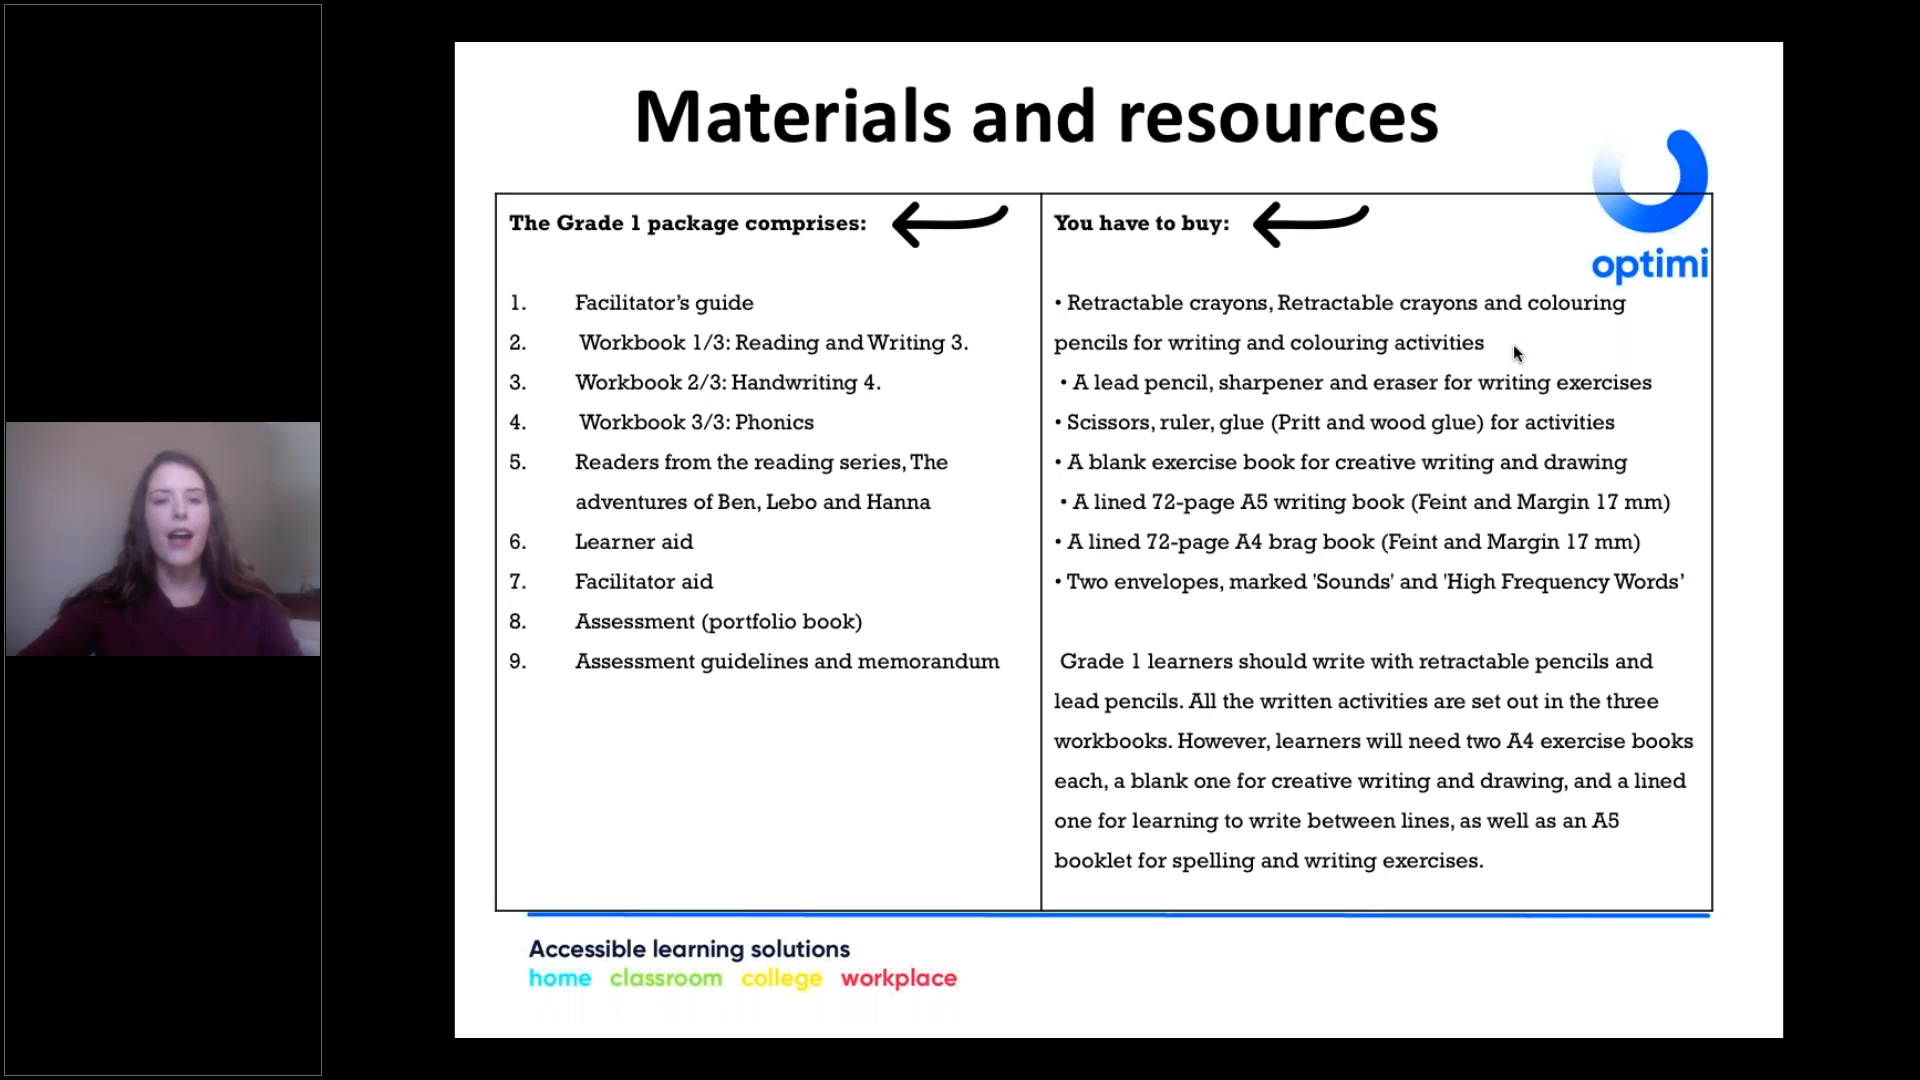 Materials and resources
optimi
The Grade 1 package comprises:
1. Facilitator’s guide
2. Workbook 1/3: Reading and Writing 3.
3. Workbook 2/3: Handwriting 4.
4. Workbook 3/3: Phonics
5. Readers from the reading series, The
adventures of Ben, Lebo and Hanna
6. Learner aid
7. Facilitator aid
8. Assessment (portfolio book)
9. Assessment guidelines and memorandum
You have to buy:
• Retractable crayons, Retractable crayons and colouring
pencils for writing and colouring activities
• A lead pencil, sharpener and eraser for writing exercises
• Scissors, ruler, glue (Pritt and wood glue) for activities
• A blank exercise book for creative writing and drawing
• A lined 72-page A5 writing book (Feint and Margin 17 mm)
• A lined 72-page A4 brag book (Feint and Margin 17 mm)
• Two envelopes, marked 'Sounds' and 'High Frequency Words’
Grade 1 learners should write with retractable pencils and
lead pencils. All the written activities are set out in the three
workbooks. However, learners will need two A4 exercise books
each, a blank one for creative writing and drawing, and a lined
one for learning to write between lines, as well as an A5
booklet for spelling and writing exercises.
Accessible learning solutions
home classroom college workplace